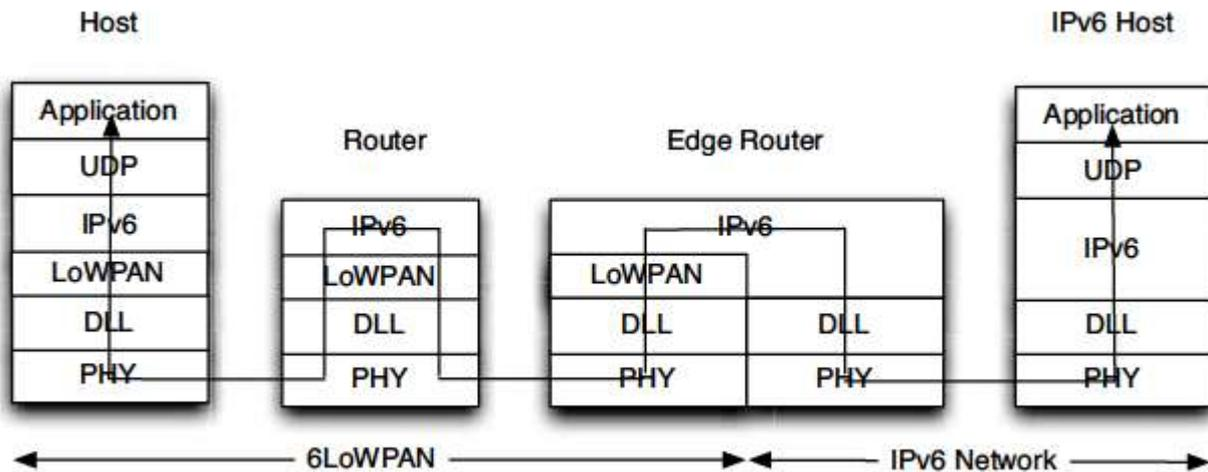 Host
IPv6 Host
Router
Edge Router
Application
UDP
IPv6
LoWPAN
DLL
PHY
IPv6
LoWPAN
DLL
PHY
IPv6
LoWPAN
DLL
DLL
PHY
PHY
Application
UDP
IPv6
DLL
PHY
6LoWPAN
IPv6 Network